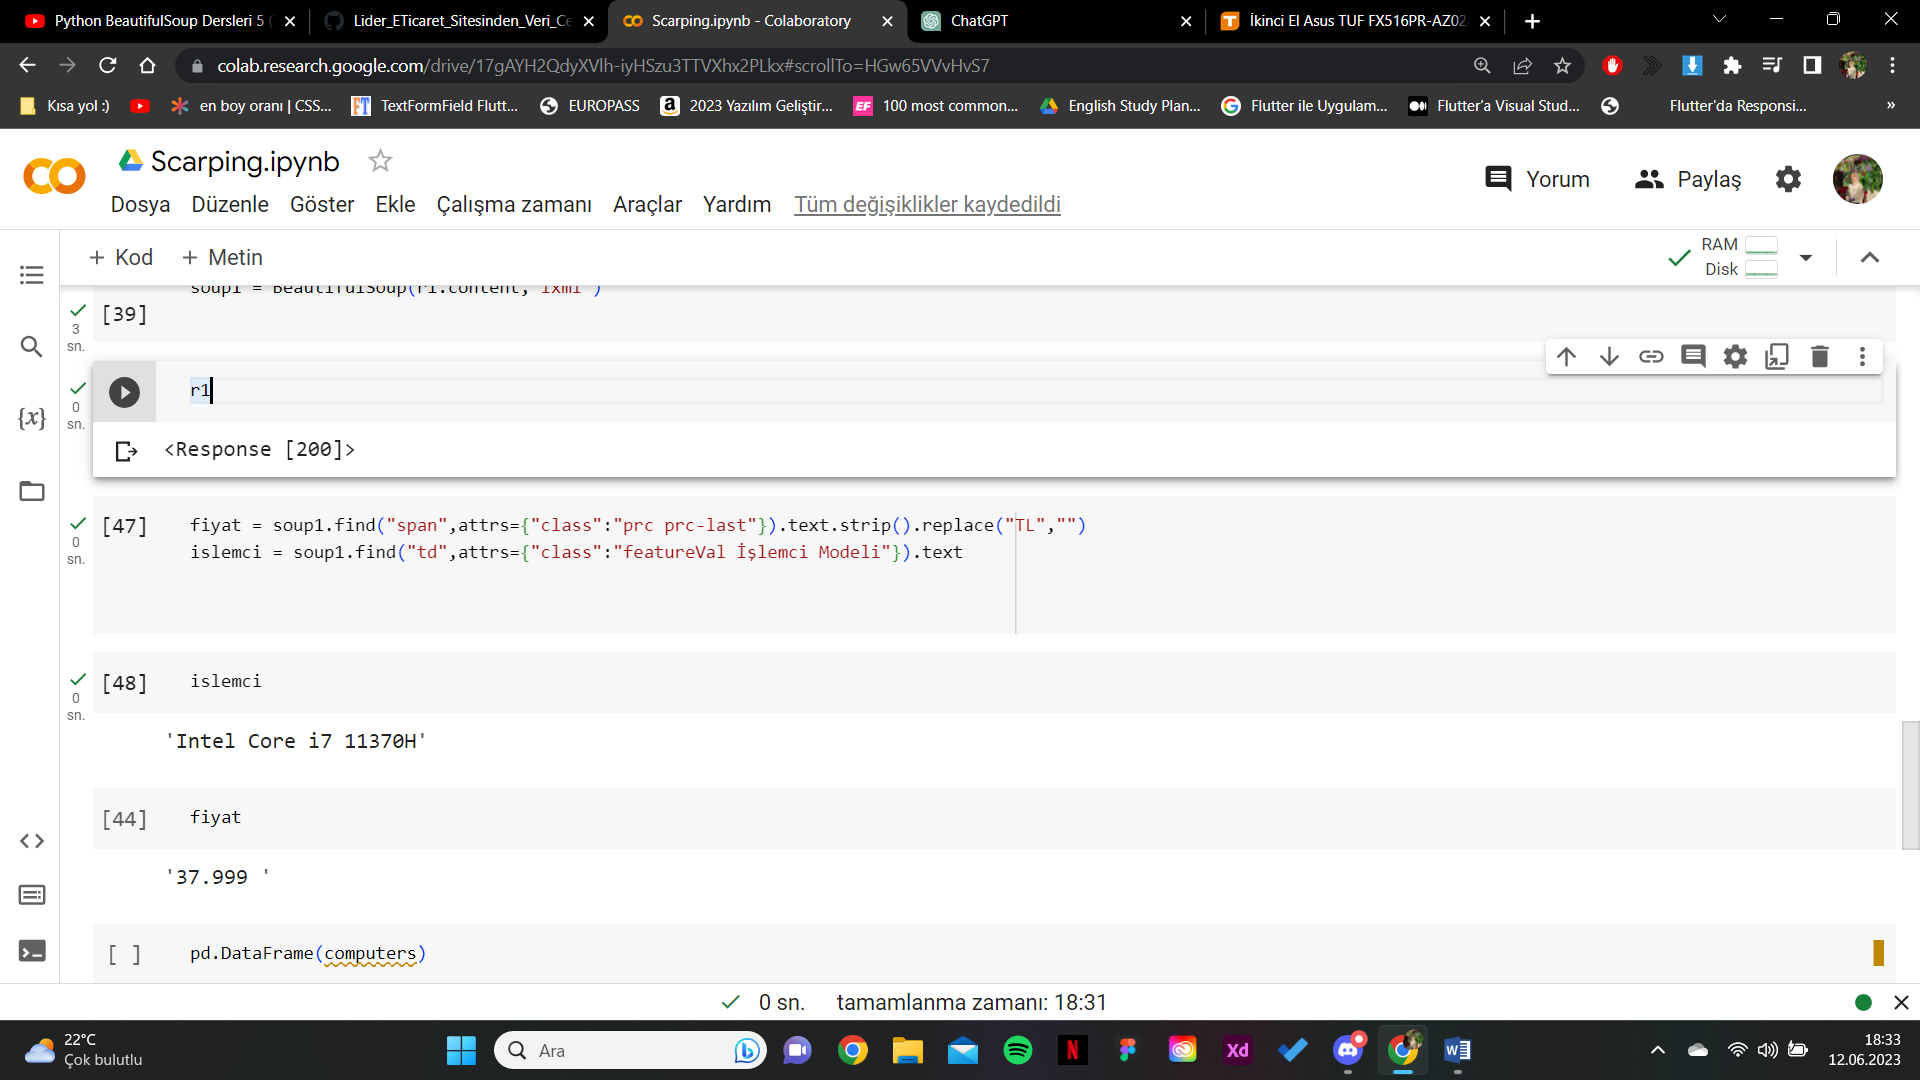 Python BeautifulSoup Dersleri 5 (
Lider_ETicaret_Sitesinden_Veri_Ce
Scarping.ipynb - Colaboratory
ChatGPT
İkinci El Asus TUF FX516PR-AZ02
colab.research.google.com/drive/17gAYH2QdyXVlh-iyHSzu3TTVXhx2PLkx#scrollTo=HGw65VVvHvS7
Kısa yol :)
en boy oranı | CSS...
TextFormField Flutt...
EUROPASS
2023 Yazılım Geliştir...
100 most common...
English Study Plan...
Flutter ile Uygulam...
Flutter'a Visual Stud...
Flutter'da Responsi...
»
Scarping.ipynb
Yorum
Paylaş
Dosya Düzenle Göster Ekle Çalışma zamanı Araçlar Yardım Tüm değişiklikler kaydedildi
+ Kod + Metin
RAM
Disk
soup1 = BeautifulSoup(r1.content, "lxml")
[39]
3
sn.
r1
0
sn.
<Response [200]>
[47] fiyat = soup1.find("span",attrs={"class":"prc prc-last"}).text.strip().replace("TL","")
0
sn.
islemci = soup1.find("td",attrs={"class":"featureVal İşlemci Modeli"}).text
[48] islemci
0
sn.
'Intel Core i7 11370H'
[44] fiyat
'37.999 '
[ ] pd.DataFrame(computers)
0 sn. tamamlanma zamanı: 18:31
22°C
Çok bulutlu
Ara
18:33
12.06.2023